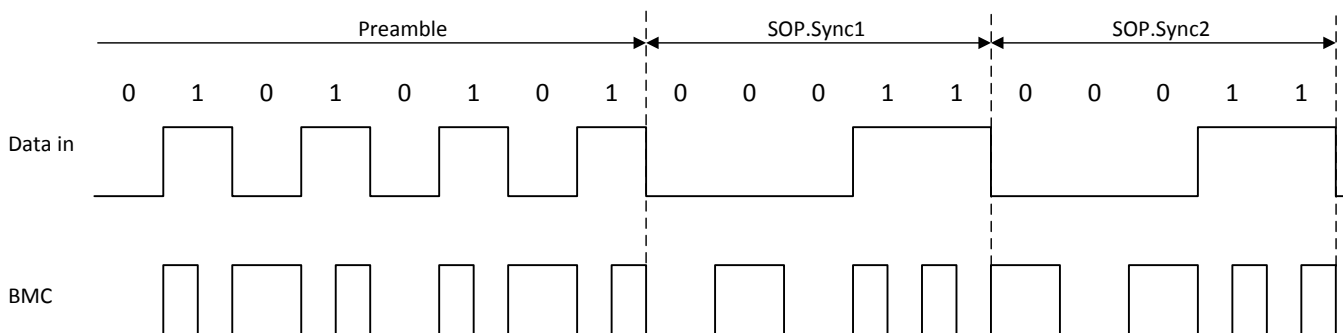 Preamble SOP.Sync1 SOP.Sync2
0 1 0 1 0 1 0 1 0 0 0 1 1 0 0 0 1 1
Data in
BMC